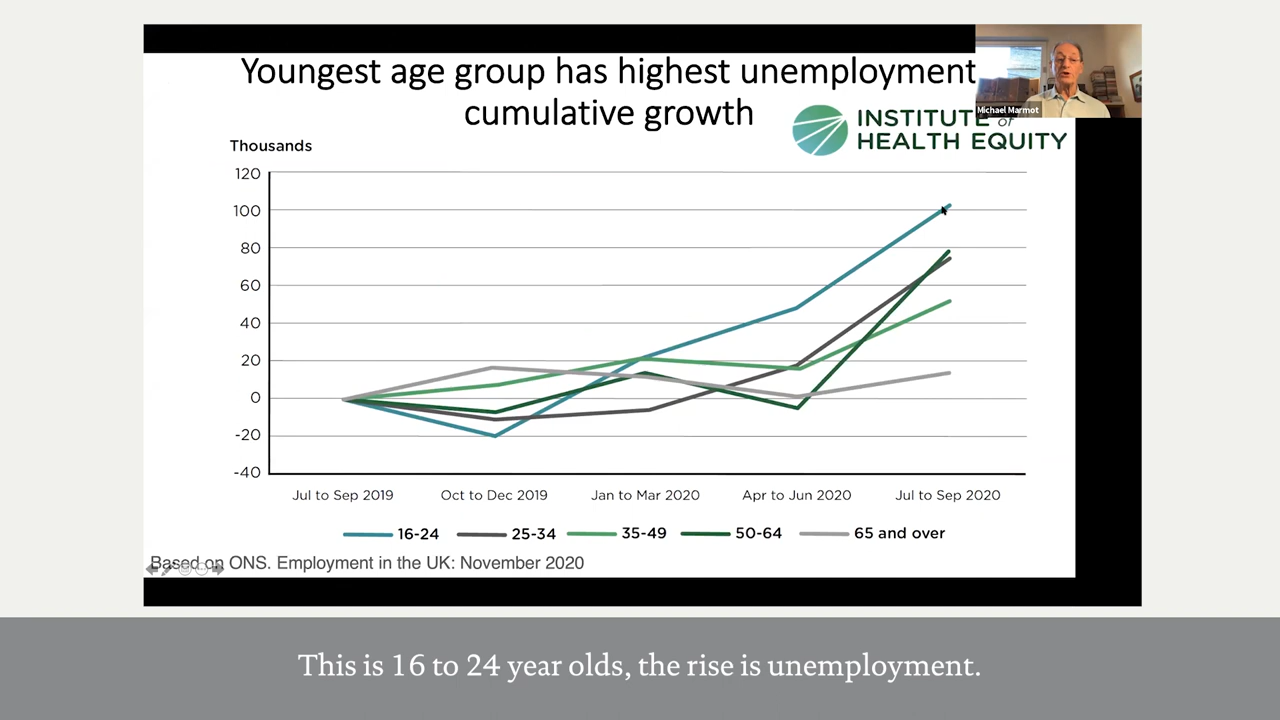 Youngest age group has highest unemployment
cumulative growth
Michael Marmot
INSTITUTE of
HEALTH EQUITY
Thousands
120
100
80
60
40
20
0
-20
-40
Jul to Sep 2019 Oct to Dec 2019 Jan to Mar 2020 Apr to Jun 2020 Jul to Sep 2020
16-24 25-34 35-49 50-64 65 and over
Based on ONS. Employment in the UK: November 2020
This is 16 to 24 year olds, the rise is unemployment.